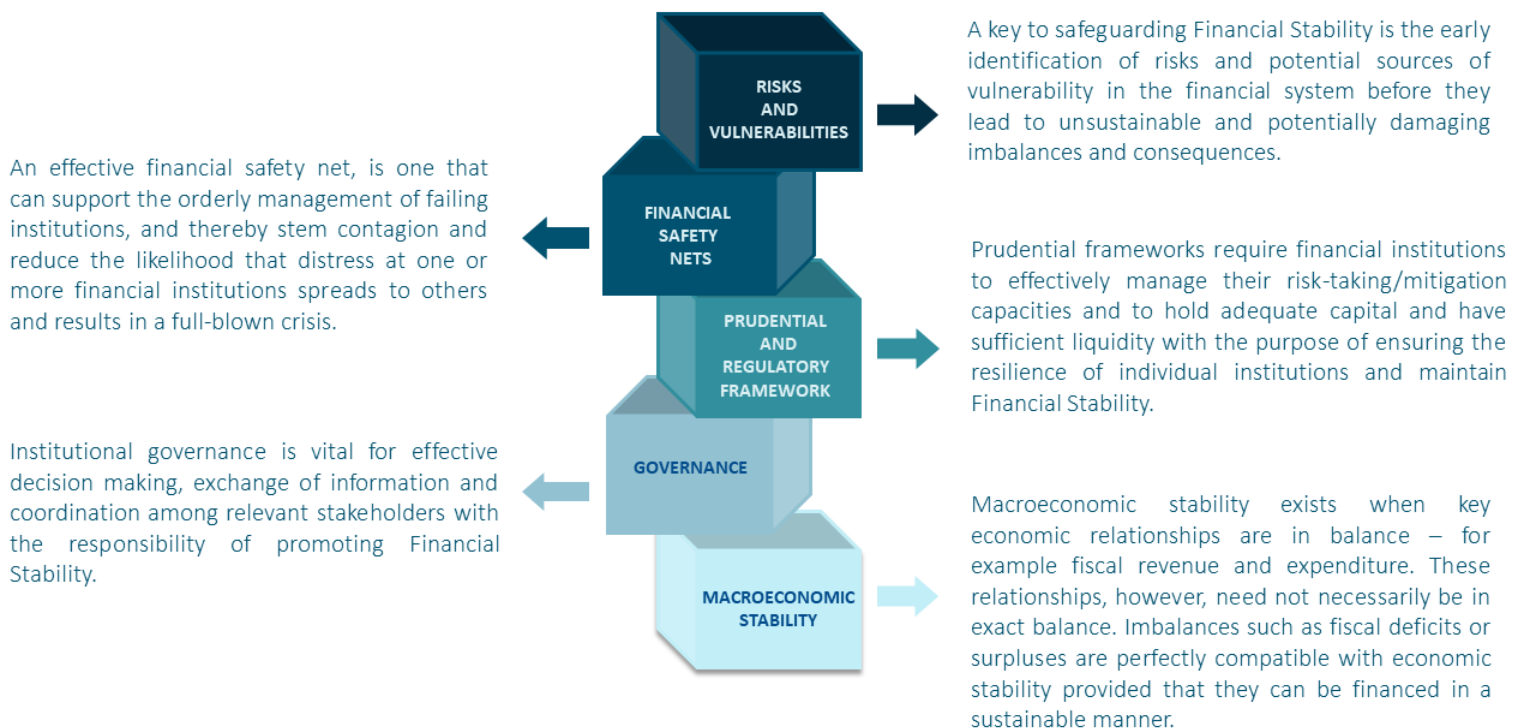 RISKS
AND
VULNERABILITIES
A key to safeguarding Financial Stability is the early
identification of risks and potential sources of
vulnerability in the financial system before they
lead to unsustainable and potentially damaging
imbalances and consequences.
An effective financial safety net, is one that
can support the orderly management of failing
institutions, and thereby stem contagion and
reduce the likelihood that distress at one or
more financial institutions spreads to others
and results in a full-blown crisis.
FINANCIAL
SAFETY
NETS
PRUDENTIAL
AND
REGULATORY
FRAMEWORK
Prudential frameworks require financial institutions
to effectively manage their risk-taking/mitigation
capacities and to hold adequate capital and have
sufficient liquidity with the purpose of ensuring the
resilience of individual institutions and maintain
Financial Stability.
Institutional governance is vital for effective
decision making, exchange of information and
coordination among relevant stakeholders with
the responsibility of promoting Financial
Stability.
GOVERNANCE
MACROECONOMIC
STABILITY
Macroeconomic stability exists when key
economic relationships are in balance – for
example fiscal revenue and expenditure. These
relationships, however, need not necessarily be in
exact balance. Imbalances such as fiscal deficits or
surpluses are perfectly compatible with economic
stability provided that they can be financed in a
sustainable manner.